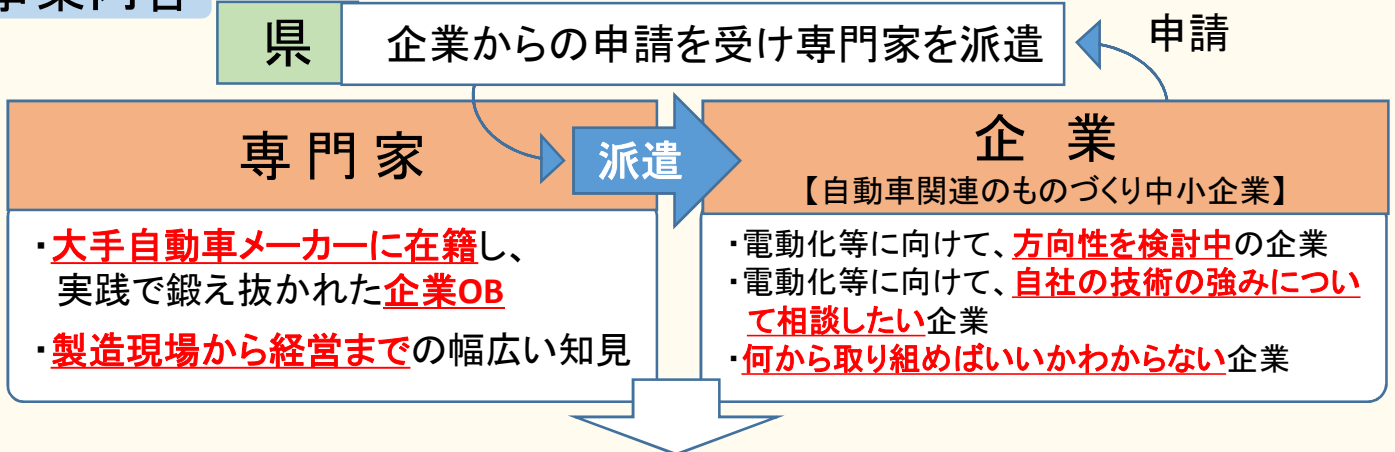 事業内容
県
企業からの申請を受け専門家を派遣
申請
専門家
派遣
企 業
【自動車関連のものづくり中小企業】
・大手自動車メーカーに在籍し、
実践で鍛え抜かれた企業OB
・製造現場から経営までの幅広い知見
・電動化等に向けて、方向性を検討中の企業
・電動化等に向けて、自社の技術の強みについ
て相談したい企業
・何から取り組めばいいかわからない企業